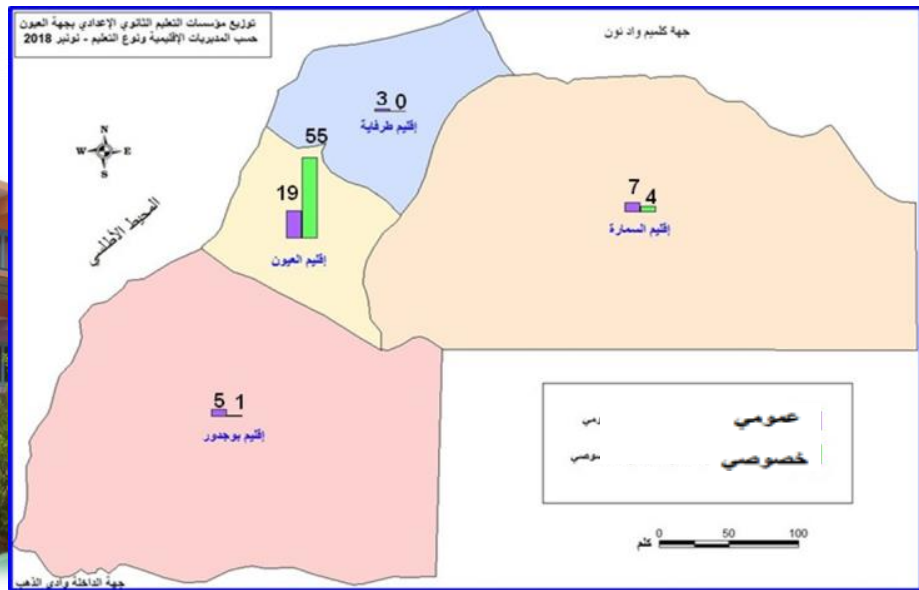 توزيع مؤسسات التعليم الثانوي الإعدادي بجهة العيون
حسب المديريات الإقليمية ونوع التعليم - نونبر 2018
جهة كلميم واد نون
3 0
إقليم طرفاية
N
W E
S
55
19
إقليم العيون
7 4
إقليم السمارة
المحيط الأطلسي
5 1
إقليم بوجدور
عمومي
خصوصي
0 50 100
كلم
جهة الداخلة وادي الذهب